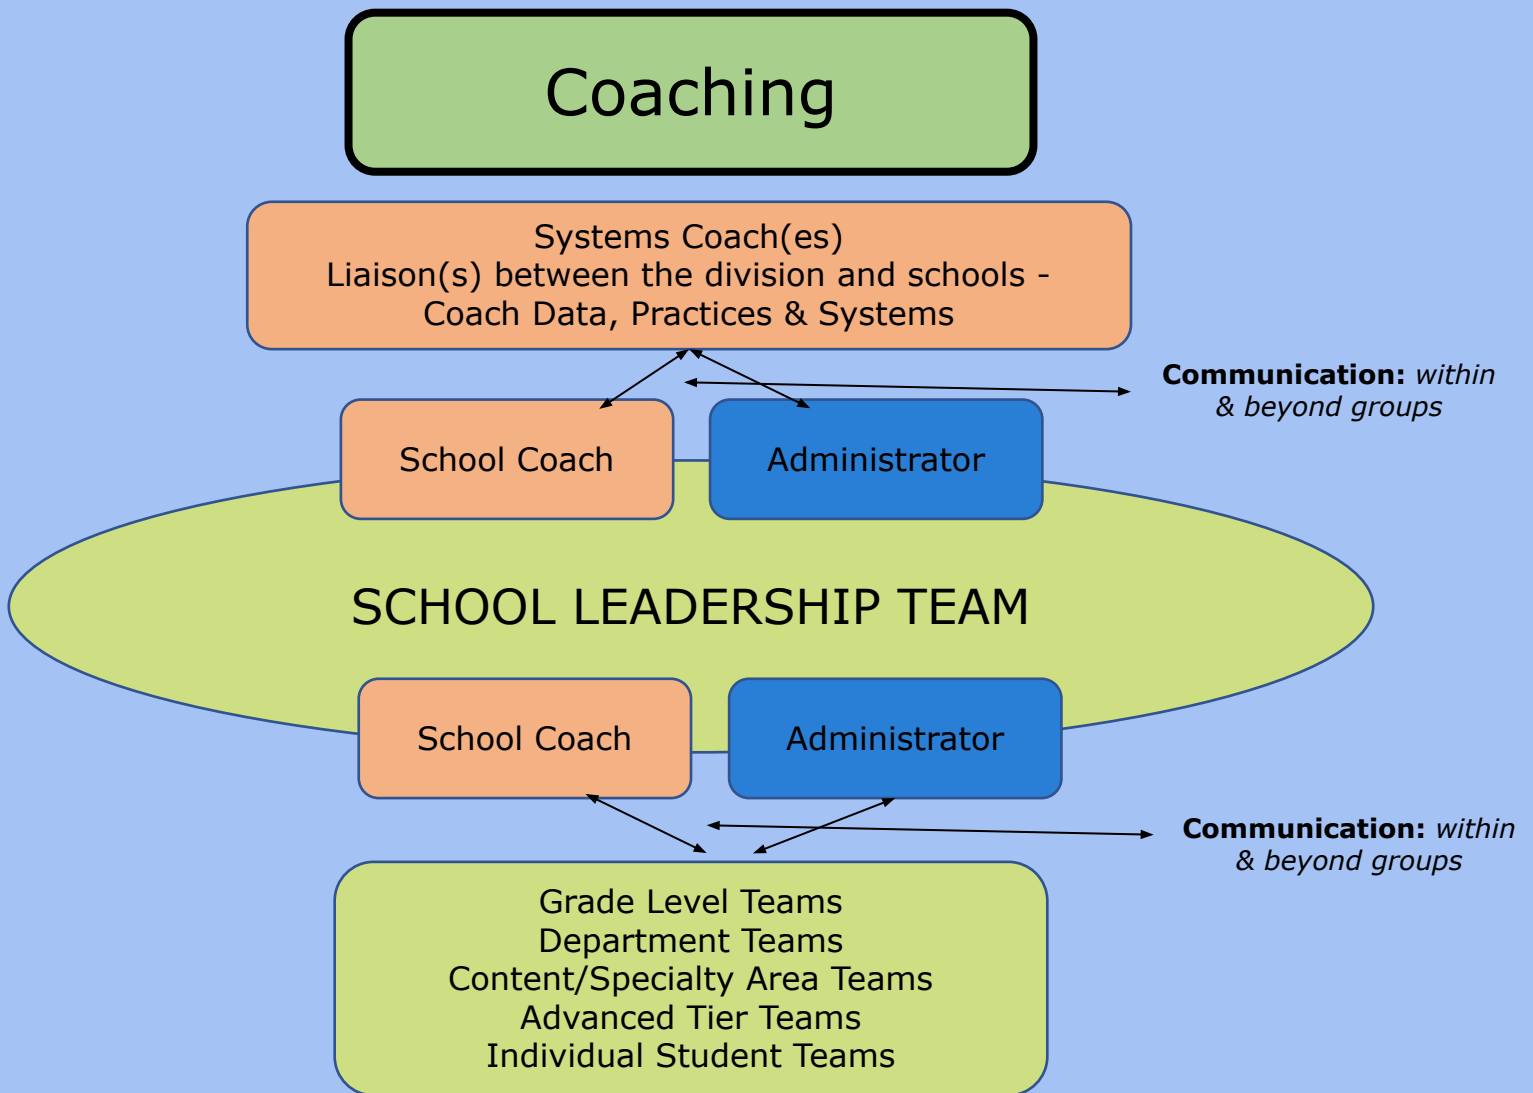 Coaching
Systems Coach(es)
Liaison(s) between the division and schools -
Coach Data, Practices & Systems
Communication: within
& beyond groups
School Coach
Administrator
SCHOOL LEADERSHIP TEAM
School Coach
Administrator
Communication: within
& beyond groups
Grade Level Teams
Department Teams
Content/Specialty Area Teams
Advanced Tier Teams
Individual Student Teams